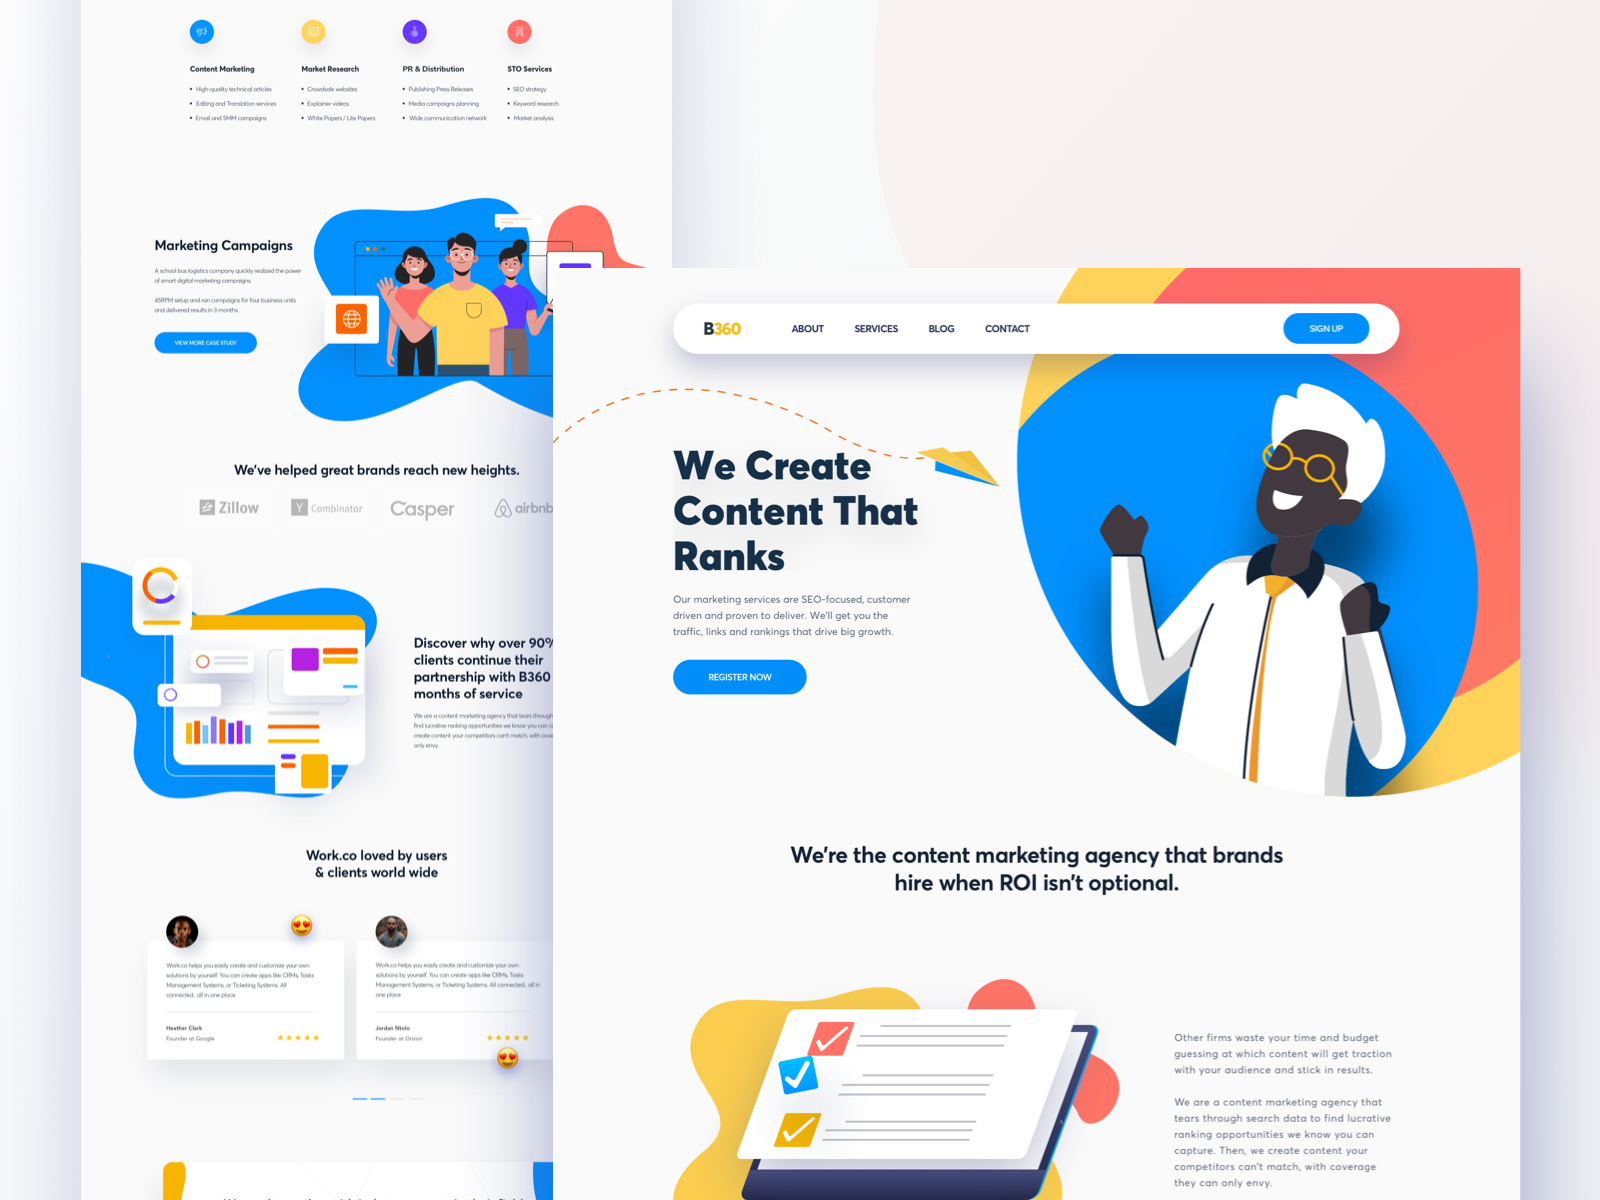 Content Marketing
High-quality technical articles
Editing and Translation services
Email and SMM campaigns
Market Research
Crowdsale websites
Explainer videos
White Papers / Lite Papers
PR & Distribution
Publishing Press Releases
Media campaigns planning
Wide communication network
STO Services
SEO strategy
Keyword research
Market analysis
Marketing Campaigns
A school bus logistics company quickly realized the power
of smart digital marketing campaigns.
45RPM setup and ran campaigns for four business units
and delivered results in 3 months.
VIEW MORE CASE STUDY
We've helped great brands reach new heights.
Zillow
Y Combinator
Casper
airbnb
Discover why over 90%
clients continue their
partnership with B360
months of service
We are a content marketing agency that tears through
find lucrative ranking opportunities we know you can
create content your competitors can't match, with
only envy.
Work.co loved by users
& clients world wide
Work.co helps you easily create and customize your own
solutions by yourself. You can create apps like CRMs, Tasks
Management Systems, or Ticketing Systems. All
connected.. all in one place
Heather Clark
Founder at Google
Work.co helps you easily create and customize your own
solutions by yourself. You can create apps like CRMs, Tasks
Management Systems, or Ticketing Systems. All connected.. all in
one place
Jordan Ntolo
Founder at Orizon
B360
ABOUT
SERVICES
BLOG
CONTACT
SIGN UP
We Create
Content That
Ranks
Our marketing services are SEO-focused, customer
driven and proven to deliver. We'll get you the
traffic, links and rankings that drive big growth.
REGISTER NOW
We're the content marketing agency that brands
hire when ROI isn't optional.
Other firms waste your time and budget
guessing at which content will get traction
with your audience and stick in results.
We are a content marketing agency that
tears through search data to find lucrative
ranking opportunities we know you can
capture. Then, we create content your
competitors can't match, with coverage
they can only envy.